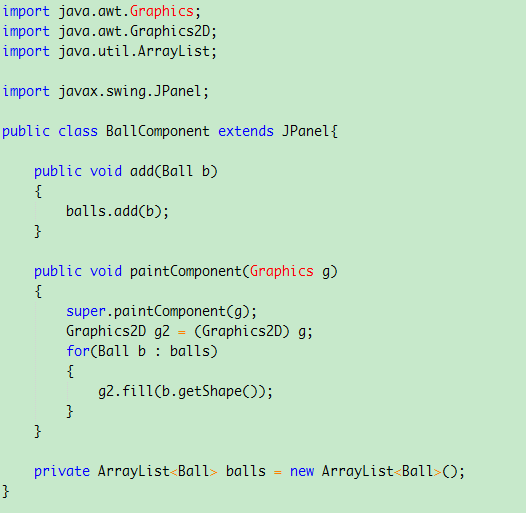 import java.awt.Graphics;
import java.awt.Graphics2D;
import java.util.ArrayList;

import javax.swing.JPanel;

public class BallComponent extends JPanel{

    public void add(Ball b)
    {
        balls.add(b);
    }

    public void paintComponent(Graphics g)
    {
        super.paintComponent(g);
        Graphics2D g2 = (Graphics2D) g;
        for(Ball b : balls)
        {
            g2.fill(b.getShape());
        }
    }

    private ArrayList<Ball> balls = new ArrayList<Ball>();
}